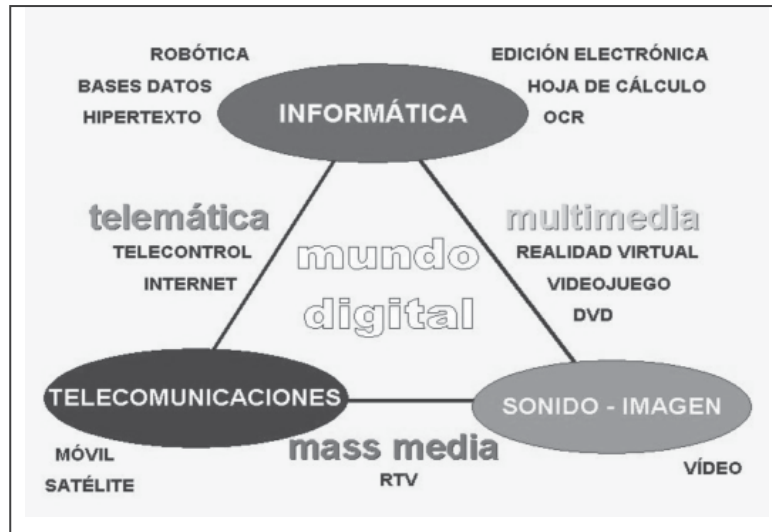 ROBÓTICA
BASES DATOS
HIPERTEXTO
INFORMÁTICA
EDICIÓN ELECTRÓNICA
HOJA DE CÁLCULO
OCR
telemática
TELECONTROL
INTERNET
mundo
digital
multimedia
REALIDAD VIRTUAL
VIDEOJUEGO
DVD
TELECOMUNICACIONES
SONIDO - IMAGEN
MÓVIL
SATÉLITE
mass media
RTV
VÍDEO